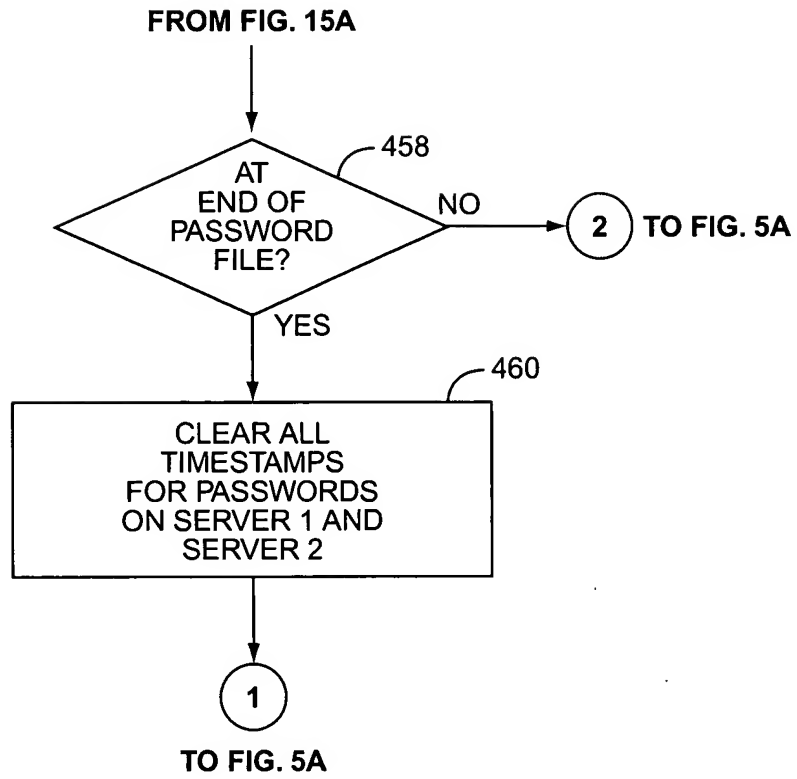 FROM FIG. 15A
458
AT
END OF
PASSWORD
FILE?
NO
2
TO FIG. 5A
YES
460
CLEAR ALL
TIMESTAMPS
FOR PASSWORDS
ON SERVER 1 AND
SERVER 2
1
TO FIG. 5A